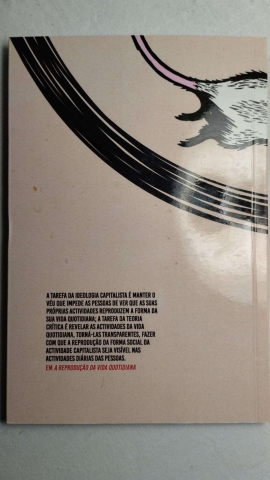 A TAREFA DA IDEOLOGIA CAPITALISTA É MANTER O
VÉU QUE IMPEDE AS PESSOAS DE VER QUE AS SUAS
PRÓPRIAS ACTIVIDADES REPRODUZEM A FORMA DA
SUA VIDA QUOTIDIANA; A TAREFA DA TEORIA
CRÍTICA É REVELAR AS ACTIVIDADES DA VIDA
QUOTIDIANA, TORNÁ-LAS TRANSPARENTES, FAZER
COM QUE A REPRODUÇÃO DA FORMA SOCIAL DA
ACTIVIDADE CAPITALISTA SEJA VISÍVEL NAS
ACTIVIDADES DIÁRIAS DAS PESSOAS.
EM A REPRODUÇÃO DA VIDA QUOTIDIANA